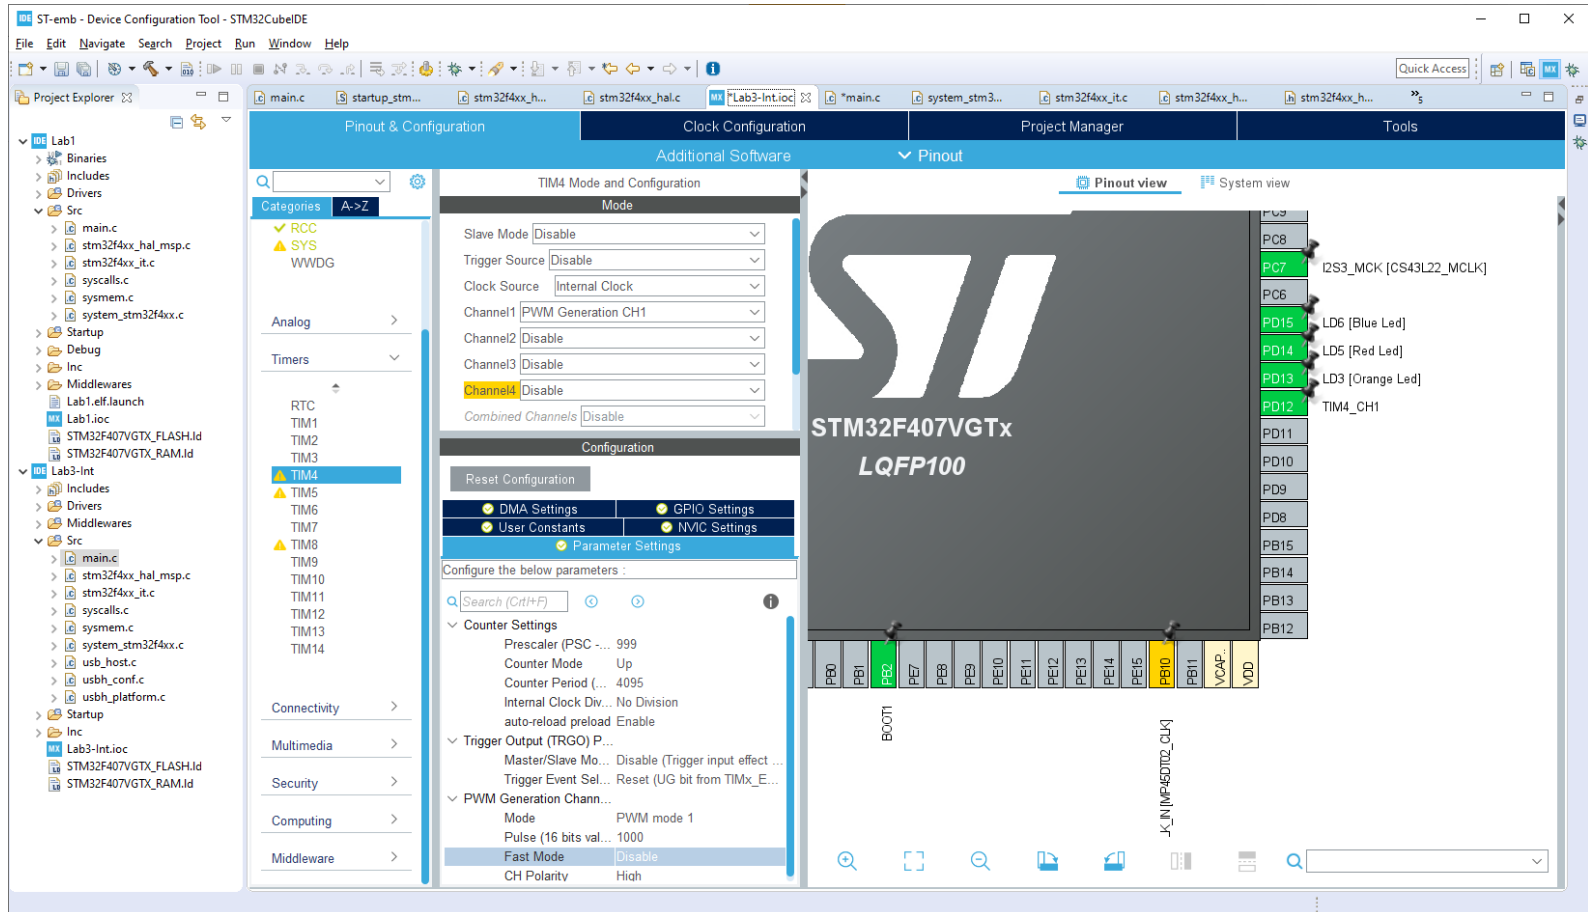 ST-emb - Device Configuration Tool - STM32CubeIDE
File Edit Navigate Search Project Run Window Help
Quick Access
Project Explorer
main.c
startup_stm...
stm32f4xx_h...
stm32f4xx_hal.c
*Lab3-Int.ioc
*main.c
system_stm3...
stm32f4xx_it.c
stm32f4xx_h...
stm32f4xx_h...
»5
Lab1
Binaries
Includes
Drivers
Src
main.c
stm32f4xx_hal_msp.c
stm32f4xx_it.c
syscalls.c
sysmem.c
system_stm32f4xx.c
Startup
Debug
Inc
Middlewares
Lab1.elf.launch
Lab1.ioc
STM32F407VGTX_FLASH.ld
STM32F407VGTX_RAM.ld
Lab3-Int
Includes
Drivers
Middlewares
Src
main.c
stm32f4xx_hal_msp.c
stm32f4xx_it.c
syscalls.c
sysmem.c
system_stm32f4xx.c
usb_host.c
usbh_conf.c
usbh_platform.c
Startup
Inc
Lab3-Int.ioc
STM32F407VGTX_FLASH.ld
STM32F407VGTX_RAM.ld
Pinout & Configuration
Clock Configuration
Project Manager
Tools
Additional Software
Pinout
Categories A->Z
RCC
SYS
WWDG
Analog
Timers
RTC
TIM1
TIM2
TIM3
TIM4
TIM5
TIM6
TIM7
TIM8
TIM9
TIM10
TIM11
TIM12
TIM13
TIM14
Connectivity
Multimedia
Security
Computing
Middleware
TIM4 Mode and Configuration
Mode
Slave Mode Disable
Trigger Source Disable
Clock Source Internal Clock
Channel1 PWM Generation CH1
Channel2 Disable
Channel3 Disable
Channel4 Disable
Combined Channels Disable
Configuration
Reset Configuration
DMA Settings
GPIO Settings
User Constants
NVIC Settings
Parameter Settings
Configure the below parameters :
Search (Crtl+F)
Counter Settings
Prescaler (PSC -... 999
Counter Mode Up
Counter Period (... 4095
Internal Clock Div... No Division
auto-reload preload Enable
Trigger Output (TRGO) P...
Master/Slave Mo... Disable (Trigger input effect ...
Trigger Event Sel... Reset (UG bit from TIMx_E...
PWM Generation Chann...
Mode PWM mode 1
Pulse (16 bits val... 1000
Fast Mode Disable
CH Polarity High
Pinout view
System view
STM32F407VGTx
LQFP100
PC9
PC8
PC7 I2S3_MCK [CS43L22_MCLK]
PC6
PD15 LD6 [Blue Led]
PD14 LD5 [Red Led]
PD13 LD3 [Orange Led]
PD12 TIM4_CH1
PD11
PD10
PD9
PD8
PB15
PB14
PB13
PB12
PB0
PB1
PB2
PE7
PE8
PE9
PE10
PE11
PE12
PE13
PE14
PE15
PB10
PB11
VCAP..
VDD
BOOT1
_K_IN [MP45DT02_CLK]